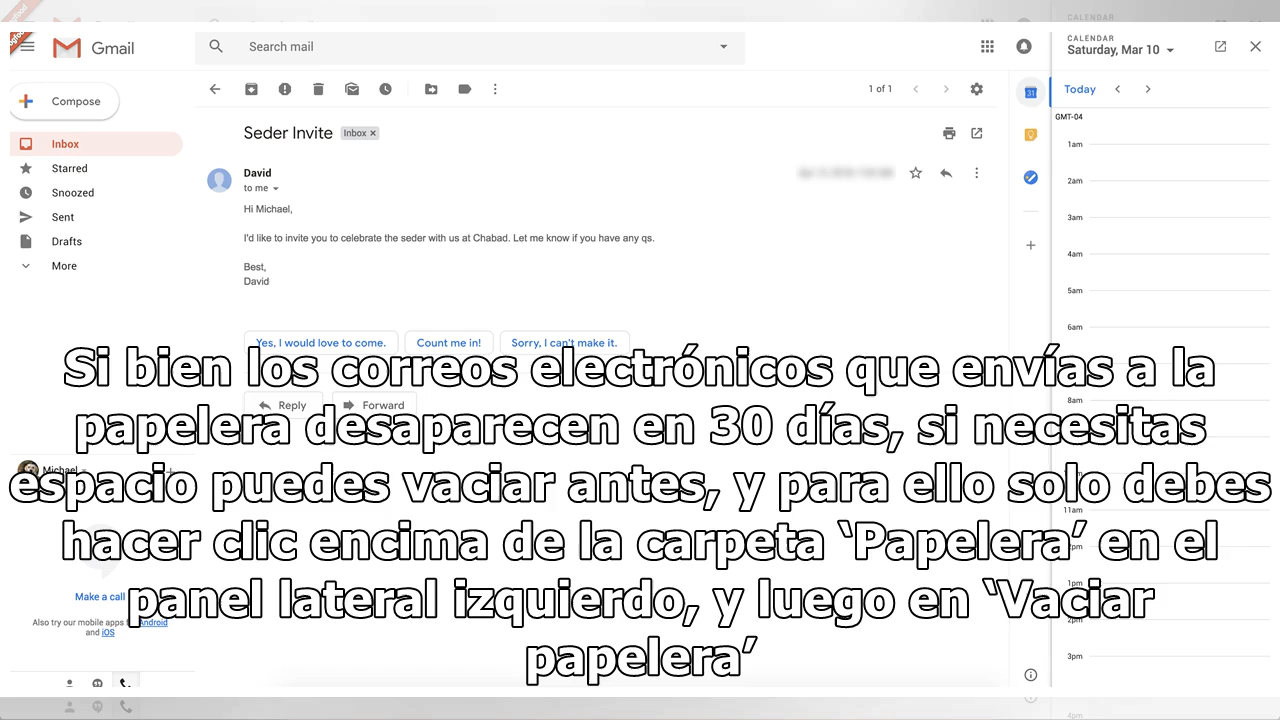 CALENDAR
CALENDAR
Gmail
Search mail
Saturday, Mar 10
Compose
1 of 1
Today
GMT-04
Inbox
Starred
Snoozed
Sent
Drafts
More
Seder Invite
Inbox ×
David
to me
Hi Michael,
I'd like to invite you to celebrate the seder with us at Chabad. Let me know if you have any qs.
Best,
David
Yes, I would love to come.
Count me in!
Sorry, I can't make it.
Reply
Forward
31
1am
2am
3am
4am
5am
6am
8am
11am
1pm
2pm
3pm
4pm
Michael
Make a call
Also try our mobile apps for Android
and iOS
Si bien los correos electrónicos que envías a la
papelera desaparecen en 30 días, si necesitas
espacio puedes vaciar antes, y para ello solo debes
hacer clic encima de la carpeta ‘Papelera’ en el
panel lateral izquierdo, y luego en ‘Vaciar
papelera’